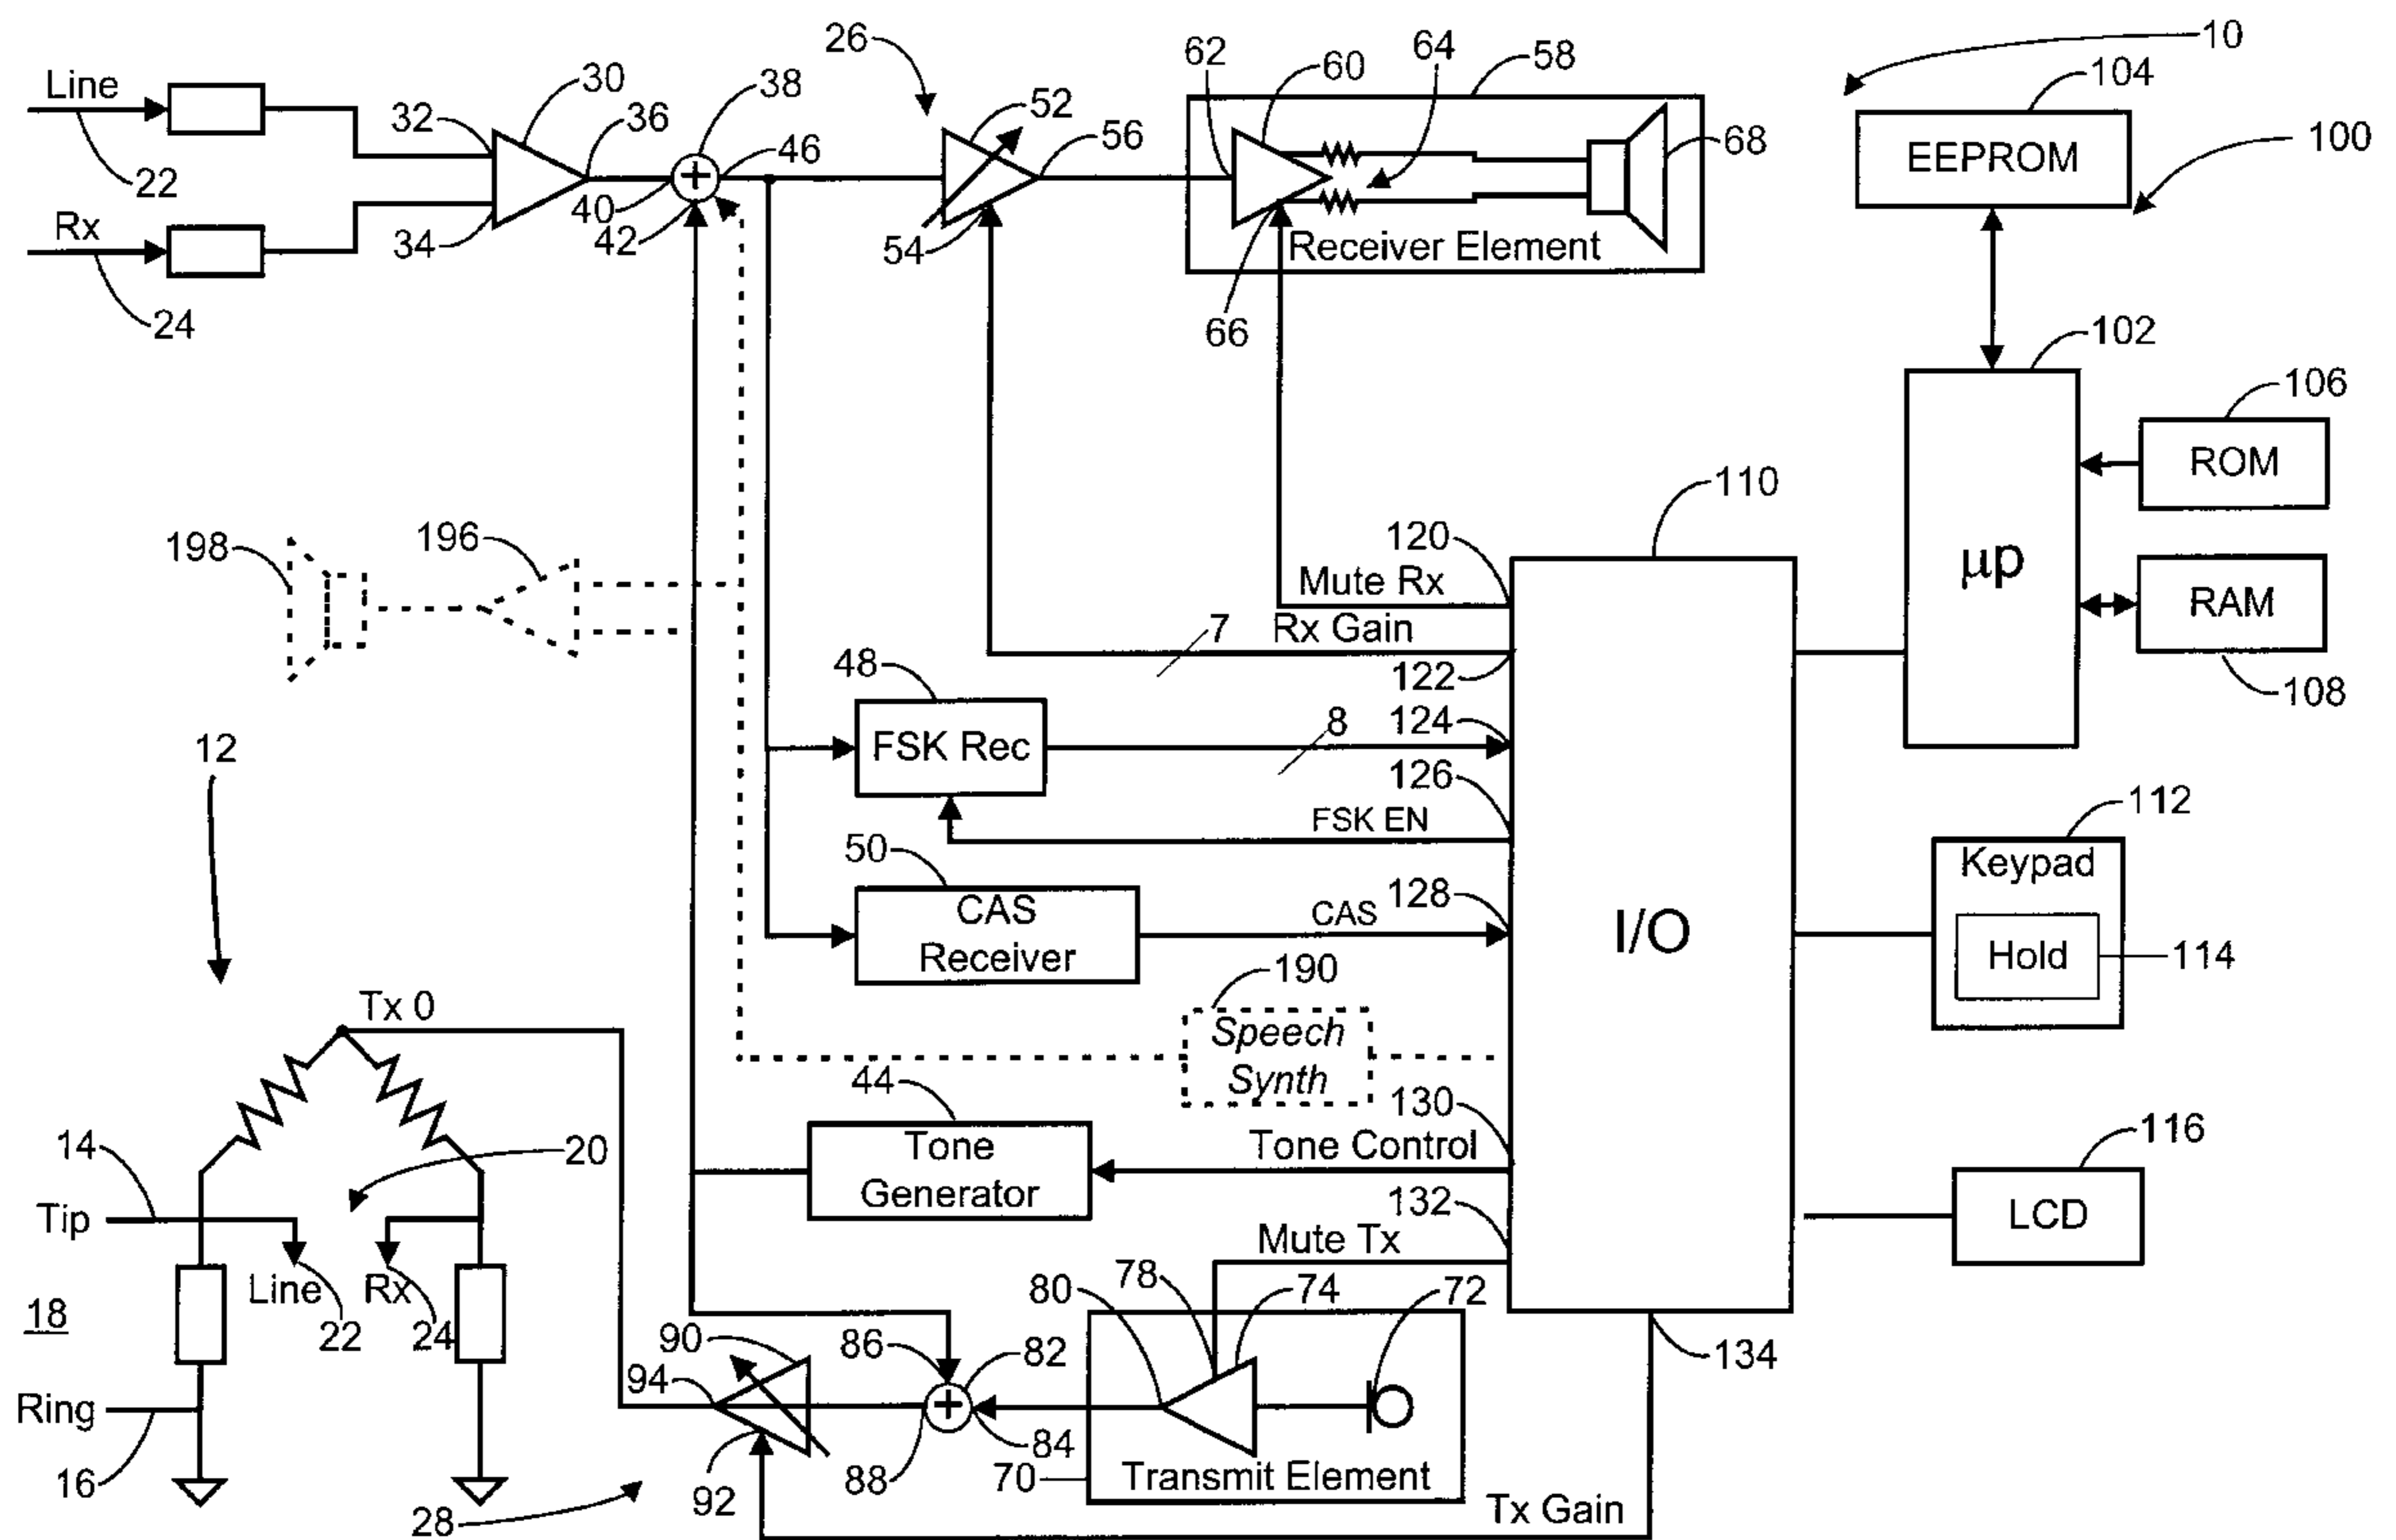 26
62
60
64
58
10
104
Line
30
38
52
32
36
46
56
68
EEPROM
100
22
Rx
40
42
34
54
Receiver Element
24
66
102
106
ROM
110
198
196
120
Mute Rx
µp
RAM
7
Rx Gain
48
122
108
12
FSK Rec
8
124
126
FSK EN
112
50
Keypad
CAS
Receiver
CAS
128
I/O
Hold
114
190
Tx 0
Speech
Synth
44
130
14
20
Tone
Generator
Tone Control
116
132
Tip
LCD
Mute Tx
Line
Rx
80
78
74
72
18
22
24
90
86
82
134
94
Ring
16
88
84
70
Transmit Element
92
28
Tx Gain